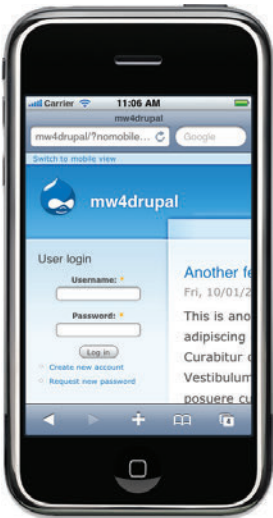 Carrier 11:06 AM
mw4drupal
mw4drupal/?nomobile... Google
Switch to mobile view
mw4drupal
User login
Username: *
Password: *
Log in
Create new account
Request new password
Another fe
Fri, 10/01/2
This is ano
adipiscing
Curabitur c
Vestibulum
posuere cu
4